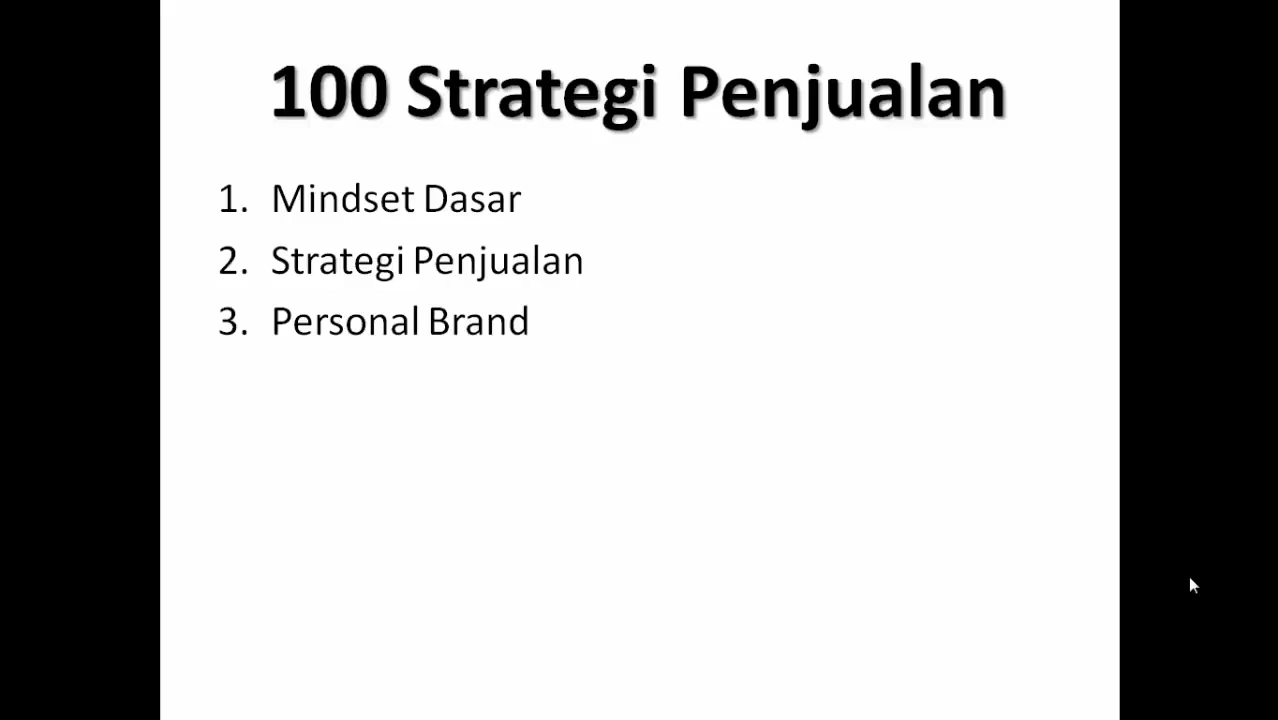 100 Strategi Penjualan
1. Mindset Dasar
2. Strategi Penjualan
3. Personal Brand